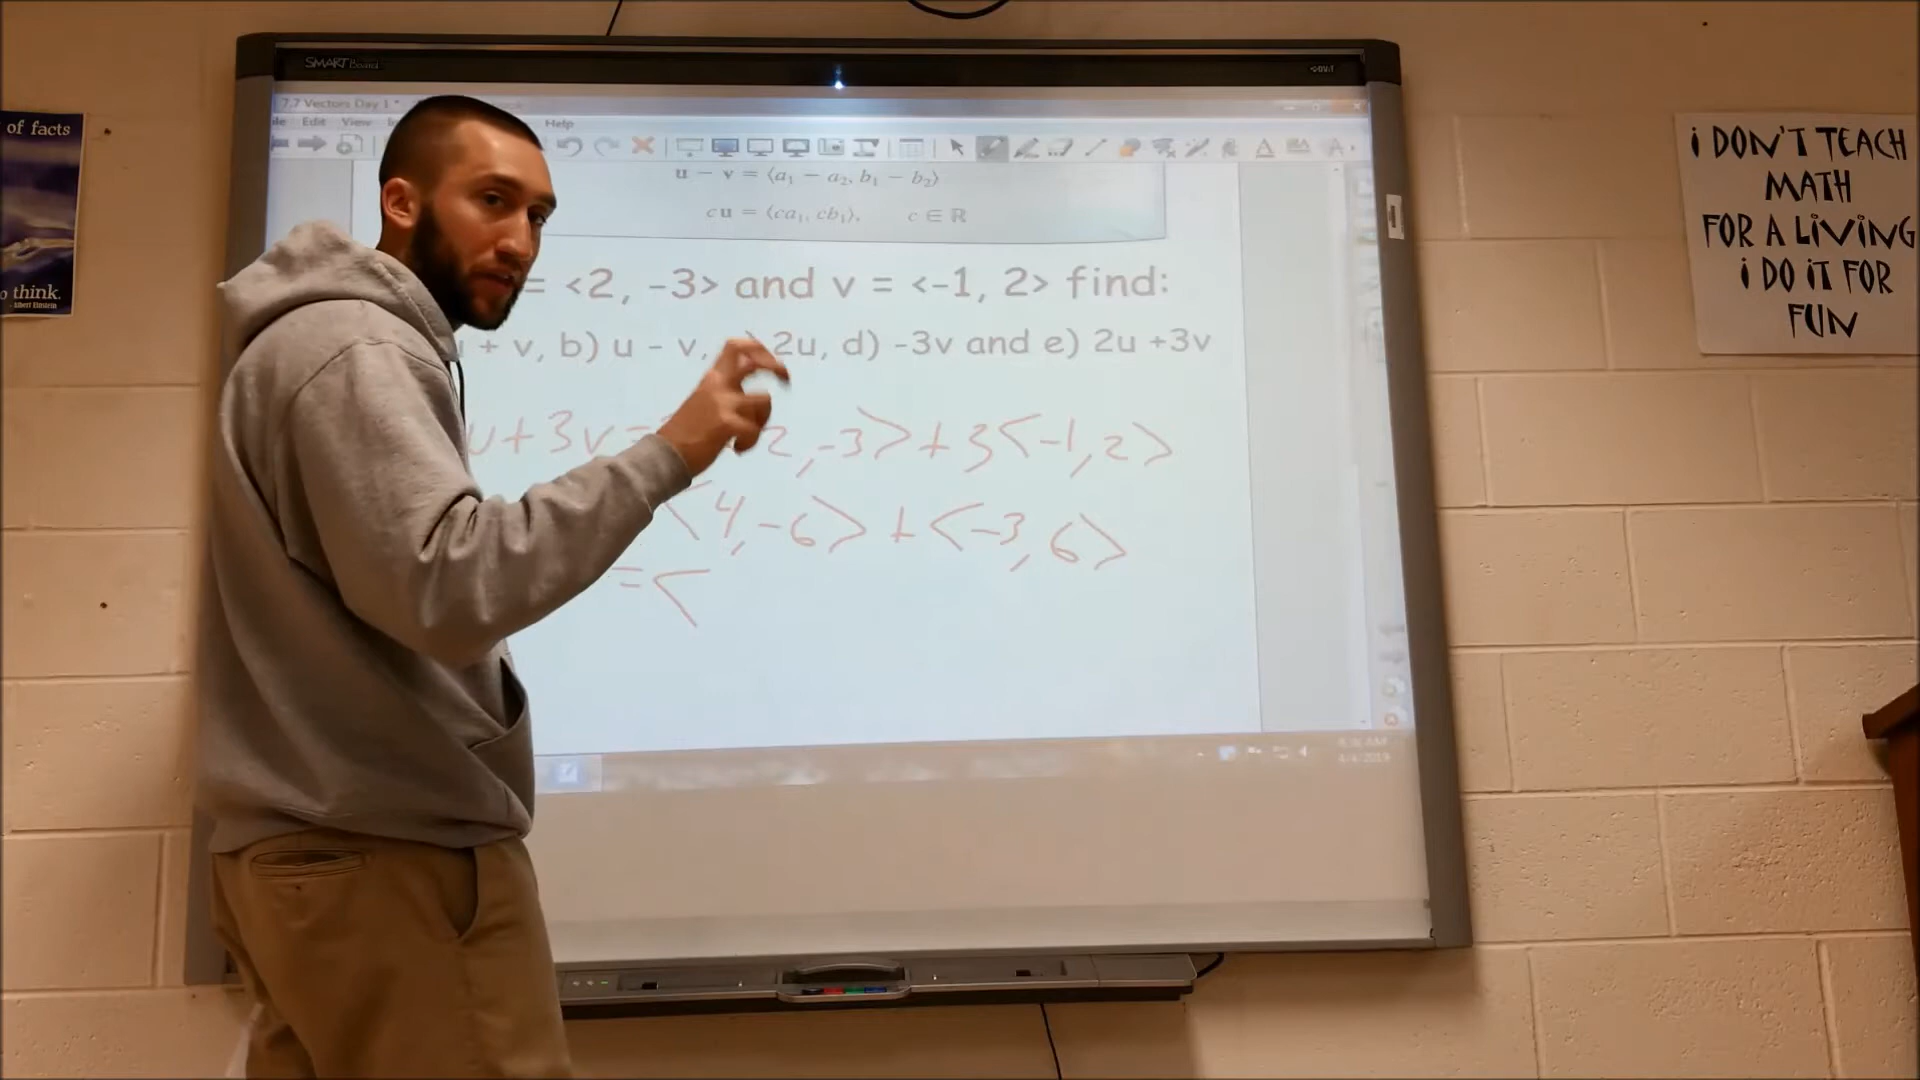 SMART Board
7.7 Vectors Day 1 *
Edit View Help
of facts
u − v = ⟨a₁ − a₂, b₁ − b₂⟩
cu = ⟨ca₁, cb₁⟩, c ∈ ℝ
= <2, -3> and v = <-1, 2> find:
+ v, b) u - v, 2u, d) -3v and e) 2u +3v
u+3v= 2,-3>+3<-1,2>
<4,-6>+<-3,6>
=<
o think.
Albert Einstein
i DON'T TEACH
MATH
FOR A LiViNG
i DO iT FOR
FUN